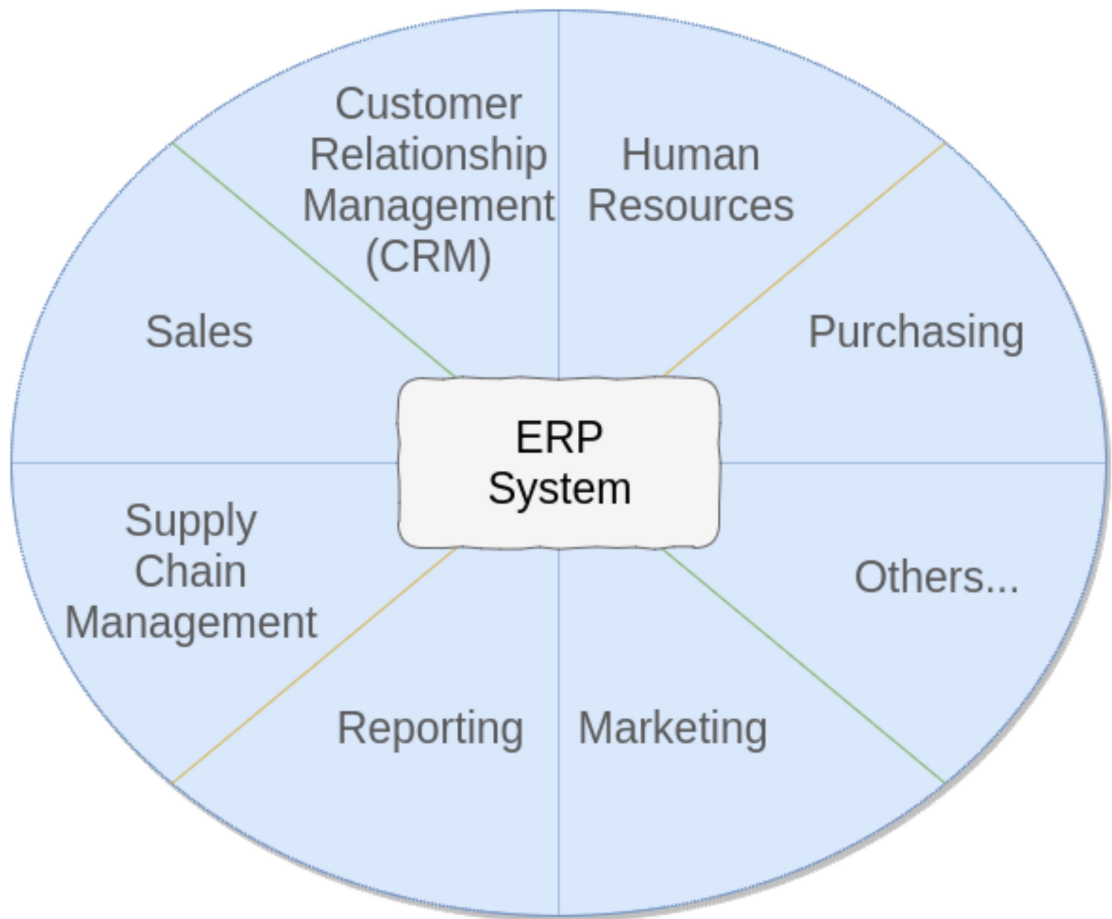 Customer
Relationship
Management
(CRM)
Human
Resources
Sales
Purchasing
ERP
System
Supply
Chain
Management
Others...
Reporting
Marketing